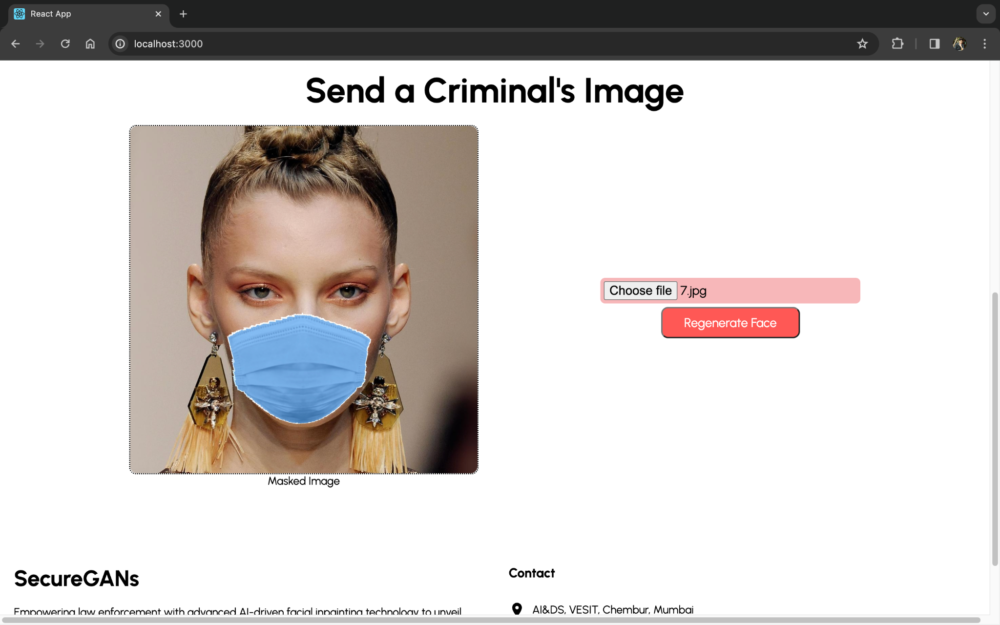 React App
localhost:3000
Send a Criminal's Image
Choose file 7.jpg
Regenerate Face
Masked Image
SecureGANs
Contact
Empowering law enforcement with advanced AI-driven facial inpainting technology to unveil
AI&DS, VESIT, Chembur, Mumbai